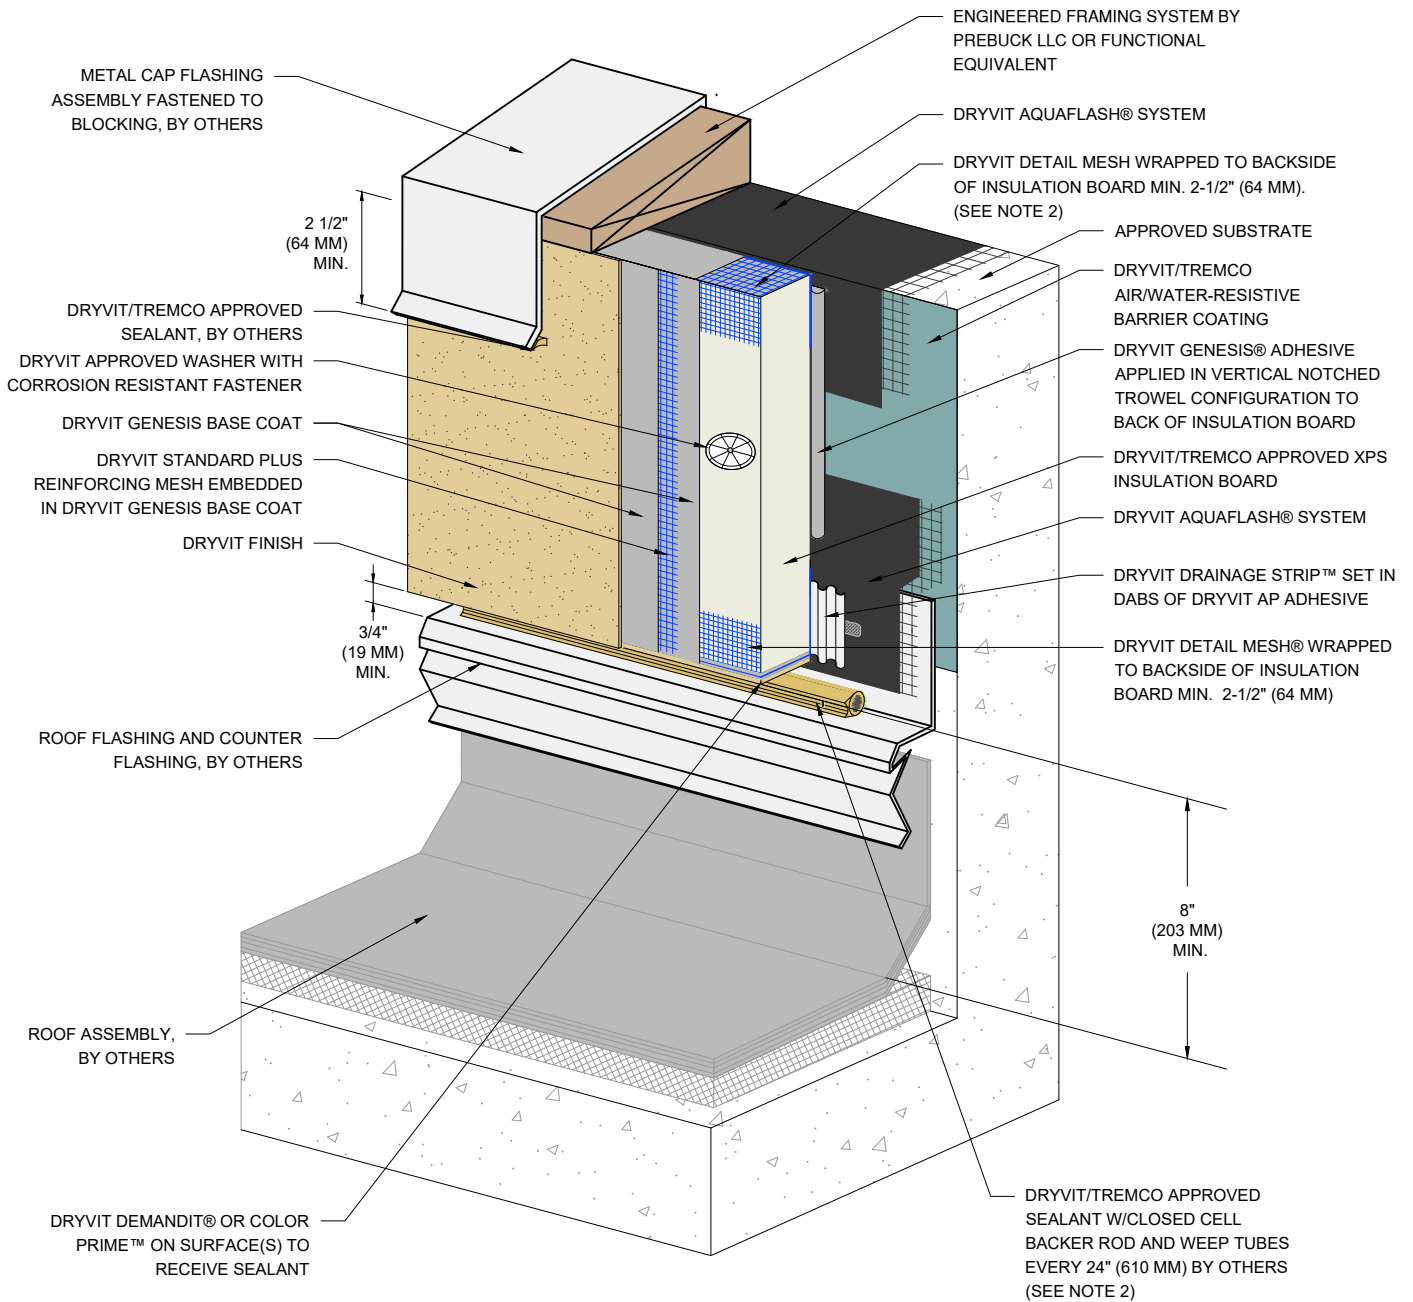 ENGINEERED FRAMING SYSTEM BY
PREBUCK LLC OR FUNCTIONAL
EQUIVALENT
METAL CAP FLASHING
ASSEMBLY FASTENED TO
BLOCKING, BY OTHERS
DRYVIT AQUAFLASH® SYSTEM
DRYVIT DETAIL MESH WRAPPED TO BACKSIDE
OF INSULATION BOARD MIN. 2-1/2" (64 MM).
(SEE NOTE 2)
2 1/2"
(64 MM)
MIN.
APPROVED SUBSTRATE
DRYVIT/TREMCO
AIR/WATER-RESISTIVE
BARRIER COATING
DRYVIT/TREMCO APPROVED
SEALANT, BY OTHERS
DRYVIT GENESIS® ADHESIVE
APPLIED IN VERTICAL NOTCHED
TROWEL CONFIGURATION TO
BACK OF INSULATION BOARD
DRYVIT APPROVED WASHER WITH
CORROSION RESISTANT FASTENER
DRYVIT GENESIS BASE COAT
DRYVIT STANDARD PLUS
REINFORCING MESH EMBEDDED
IN DRYVIT GENESIS BASE COAT
DRYVIT/TREMCO APPROVED XPS
INSULATION BOARD
DRYVIT AQUAFLASH® SYSTEM
DRYVIT FINISH
DRYVIT DRAINAGE STRIP™ SET IN
DABS OF DRYVIT AP ADHESIVE
3/4"
(19 MM)
MIN.
DRYVIT DETAIL MESH® WRAPPED
TO BACKSIDE OF INSULATION
BOARD MIN. 2-1/2" (64 MM)
ROOF FLASHING AND COUNTER
FLASHING, BY OTHERS
8"
(203 MM)
MIN.
ROOF ASSEMBLY,
BY OTHERS
DRYVIT DEMANDIT® OR COLOR
PRIME™ ON SURFACE(S) TO
RECEIVE SEALANT
DRYVIT/TREMCO APPROVED
SEALANT W/CLOSED CELL
BACKER ROD AND WEEP TUBES
EVERY 24" (610 MM) BY OTHERS
(SEE NOTE 2)